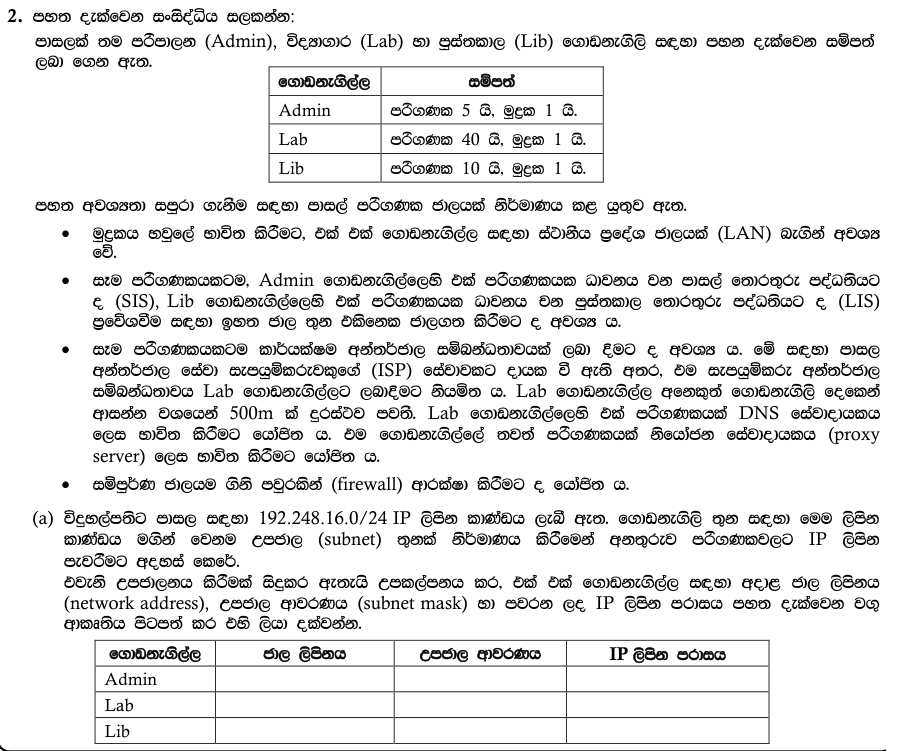 2. පහත දැක්වෙන සංසිද්ධිය සලකන්න:
පාසලක් තම පරිපාලන (Admin), විද්‍යාගාර (Lab) හා පුස්තකාල (Lib) ගොඩනැගිලි සඳහා පහන දැක්වෙන සම්පත්
ලබා ගෙන ඇත.
ගොඩනැගිල්ල සම්පත්
Admin පරිගණක 5 යි, මුද්‍රක 1 යි.
Lab පරිගණක 40 යි, මුද්‍රක 1 යි.
Lib පරිගණක 10 යි, මුද්‍රක 1 යි.
පහත අවශ්‍යතා සපුරා ගැනීම සඳහා පාසල් පරිගණක ජාලයක් නිර්මාණය කළ යුතුව ඇත.
• මුද්‍රකය හවුලේ භාවිත කිරීමට, එක් එක් ගොඩනැගිල්ල සඳහා ස්ථානීය ප්‍රදේශ ජාලයක් (LAN) බැගින් අවශ්‍ය
වේ.
• සෑම පරිගණකයකටම, Admin ගොඩනැගිල්ලෙහි එක් පරිගණකයක ධාවනය වන පාසල් තොරතුරු පද්ධතියට
ද (SIS), Lib ගොඩනැගිල්ලෙහි එක් පරිගණකයක ධාවනය වන පුස්තකාල තොරතුරු පද්ධතියට ද (LIS)
ප්‍රවේශවීම සඳහා ඉහත ජාල තුන එකිනෙක ජාලගත කිරීමට ද අවශ්‍ය ය.
• සෑම පරිගණකයකටම කාර්යක්ෂම අන්තර්ජාල සම්බන්ධතාවයක් ලබා දීමට ද අවශ්‍ය ය. මේ සඳහා පාසල
අන්තර්ජාල සේවා සැපයුම්කරුවකුගේ (ISP) සේවාවකට දායක වී ඇති අතර, එම සැපයුම්කරු අන්තර්ජාල
සම්බන්ධතාවය Lab ගොඩනැගිල්ලට ලබාදීමට නියමිත ය. Lab ගොඩනැගිල්ල අනෙකුත් ගොඩනැගිලි දෙකෙන්
ආසන්න වශයෙන් 500m ක් දුරස්ථව පවතී. Lab ගොඩනැගිල්ලෙහි එක් පරිගණකයක් DNS සේවාදායකය
ලෙස භාවිත කිරීමට යෝජිත ය. එම ගොඩනැගිල්ලේ තවත් පරිගණකයක් නියෝජන සේවාදායකය (proxy
server) ලෙස භාවිත කිරීමට යෝජිත ය.
• සම්පූර්ණ ජාලයම ගිනි පවුරකින් (firewall) ආරක්ෂා කිරීමට ද යෝජිත ය.
(a) විදුහල්පතිට පාසල සඳහා 192.248.16.0/24 IP ලිපින කාණ්ඩය ලැබී ඇත. ගොඩනැගිලි තුන සඳහා මෙම ලිපින
කාණ්ඩය මගින් වෙනම උපජාල (subnet) තුනක් නිර්මාණය කිරීමෙන් අනතුරුව පරිගණකවලට IP ලිපින
පැවරීමට අදහස් කෙරේ.
එවැනි උපජාලනය කිරීමක් සිදුකර ඇතැයි උපකල්පනය කර, එක් එක් ගොඩනැගිල්ල සඳහා අදාළ ජාල ලිපිනය
(network address), උපජාල ආවරණය (subnet mask) හා පවරන ලද IP ලිපින පරාසය පහත දැක්වෙන වගු
ආකෘතිය පිටපත් කර එහි ලියා දක්වන්න.
ගොඩනැගිල්ල ජාල ලිපිනය උපජාල ආවරණය IP ලිපින පරාසය
Admin
Lab
Lib